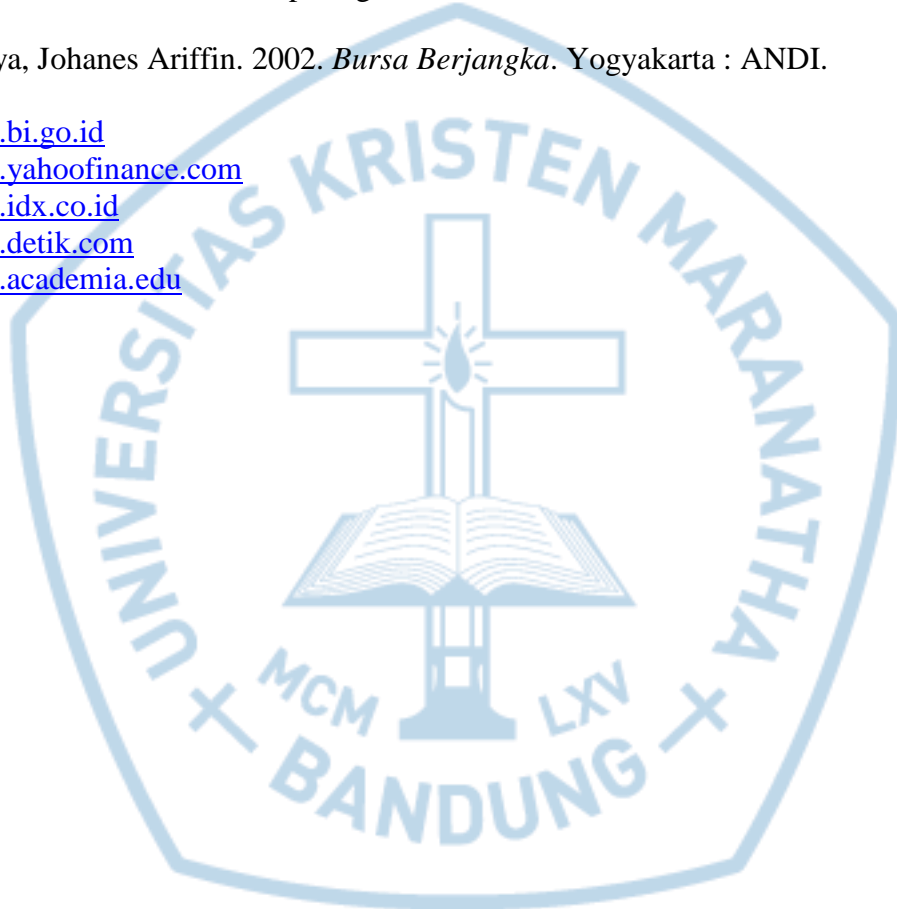 ya, Johanes Ariffin. 2002. Bursa Berjangka. Yogyakarta : ANDI.
.bi.go.id
.yahoofinance.com
.idx.co.id
.detik.com
.academia.edu
UNIVERSITAS KRISTEN MARANATHA
MCM LXV
BANDUNG